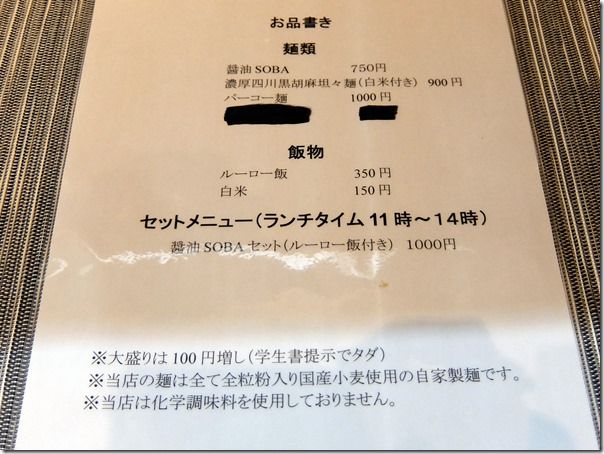 お品書き
麺類
醤油 SOBA 750円
濃厚四川黒胡麻坦々麺（白米付き） 900円
パーコー麺 1000円
飯物
ルーロー飯 350円
白米 150円
セットメニュー（ランチタイム11時～14時）
醤油 SOBA セット（ルーロー飯付き） 1000円
※大盛りは100円増し（学生書提示でタダ）
※当店の麺は全て全粒粉入り国産小麦使用の自家製麺です。
※当店は化学調味料を使用しておりません。